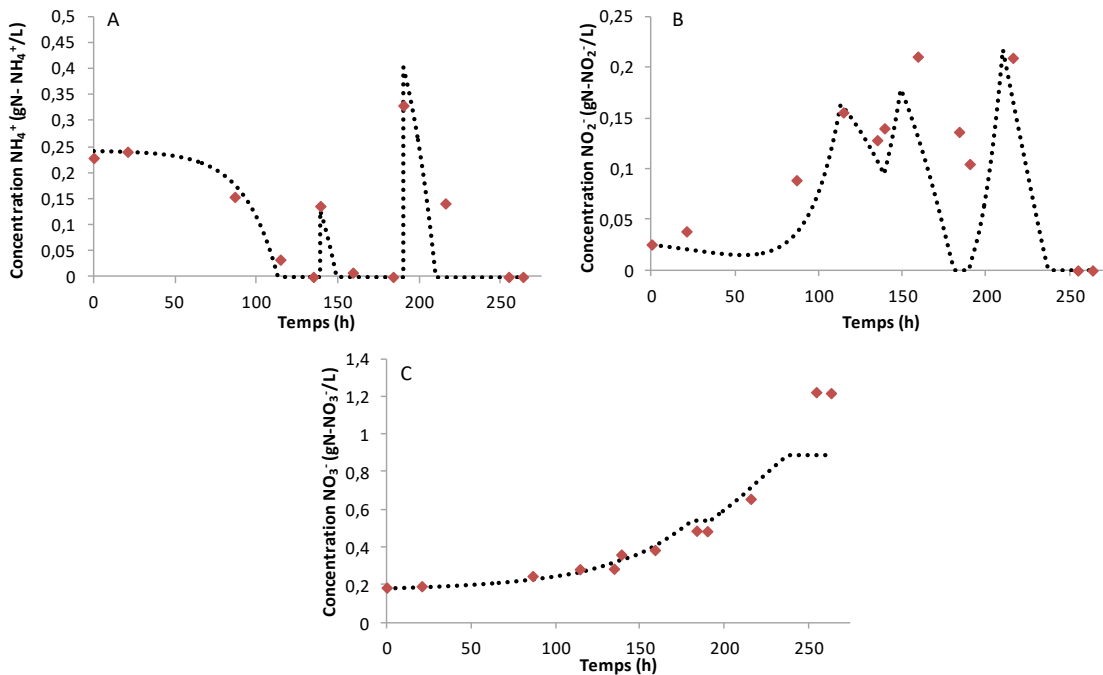 A
Concentration NH₄⁺ (gN- NH₄⁺/L)
0,5
0,45
0,4
0,35
0,3
0,25
0,2
0,15
0,1
0,05
0
0 50 100 150 200 250
Temps (h)
B
Concentration NO₂⁻ (gN-NO₂⁻/L)
0,25
0,2
0,15
0,1
0,05
0
0 50 100 150 200 250
Temps (h)
C
Concentration NO₃⁻ (gN-NO₃⁻/L)
1,4
1,2
1
0,8
0,6
0,4
0,2
0
0 50 100 150 200 250
Temps (h)